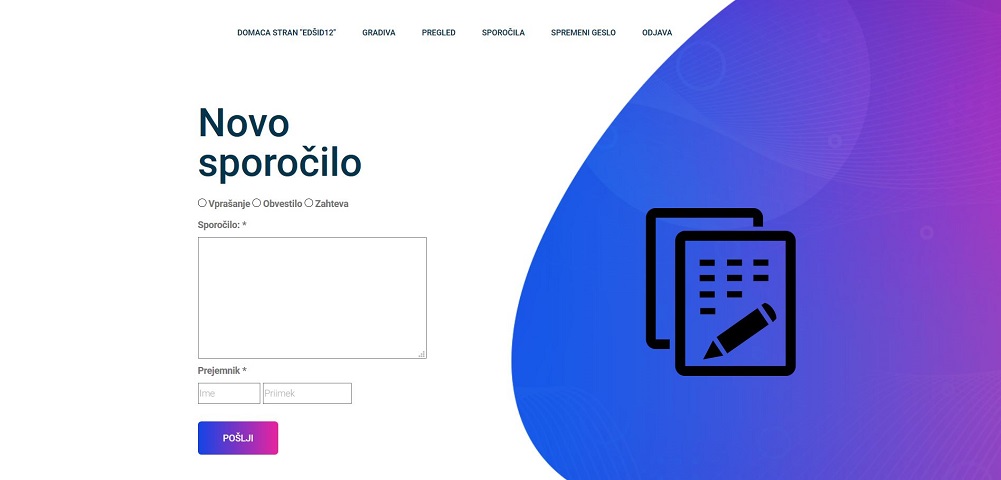 DOMACA STRAN "EDŠID12" GRADIVA PREGLED SPOROČILA SPREMENI GESLO ODJAVA
Novo
sporočilo
Vprašanje Obvestilo Zahteva
Sporočilo: *
Prejemnik *
Ime Priimek
POŠLJI